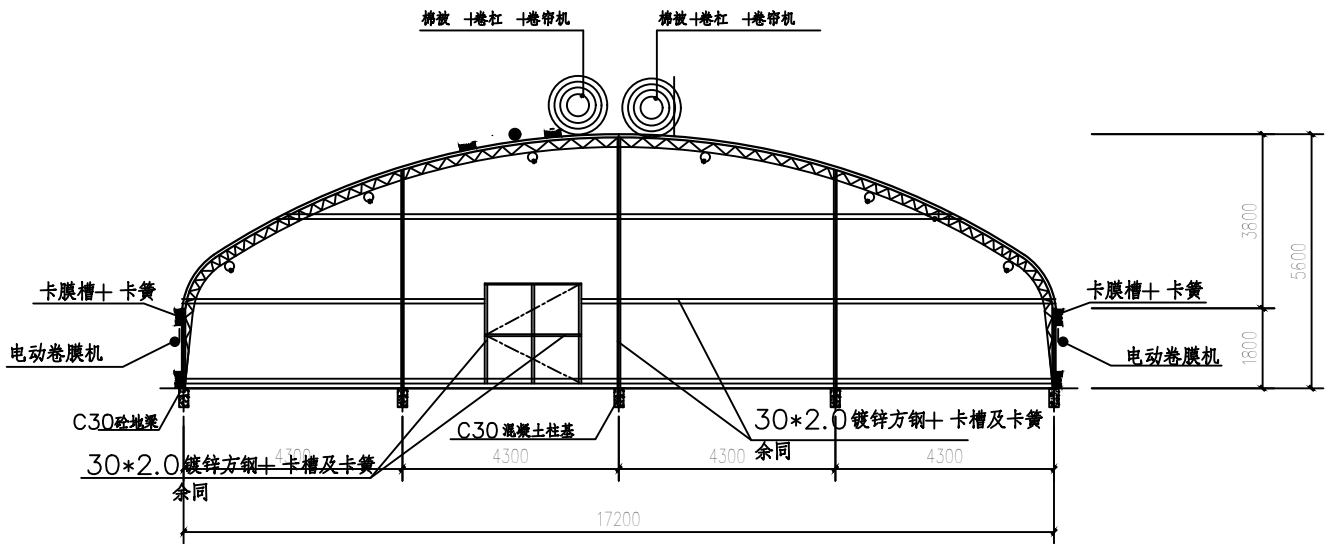 棉被 +卷杠 +卷帘机
棉被+卷杠 +卷帘机
3800
5600
卡膜槽+ 卡簧
卡膜槽+ 卡簧
1800
电动卷膜机
电动卷膜机
C30砼地梁
C30混凝土柱基
30*2.0镀锌方钢+ 卡槽及卡簧
余同
30*2.0镀锌方钢+ 卡槽及卡簧
余同
4300
4300
4300
4300
17200